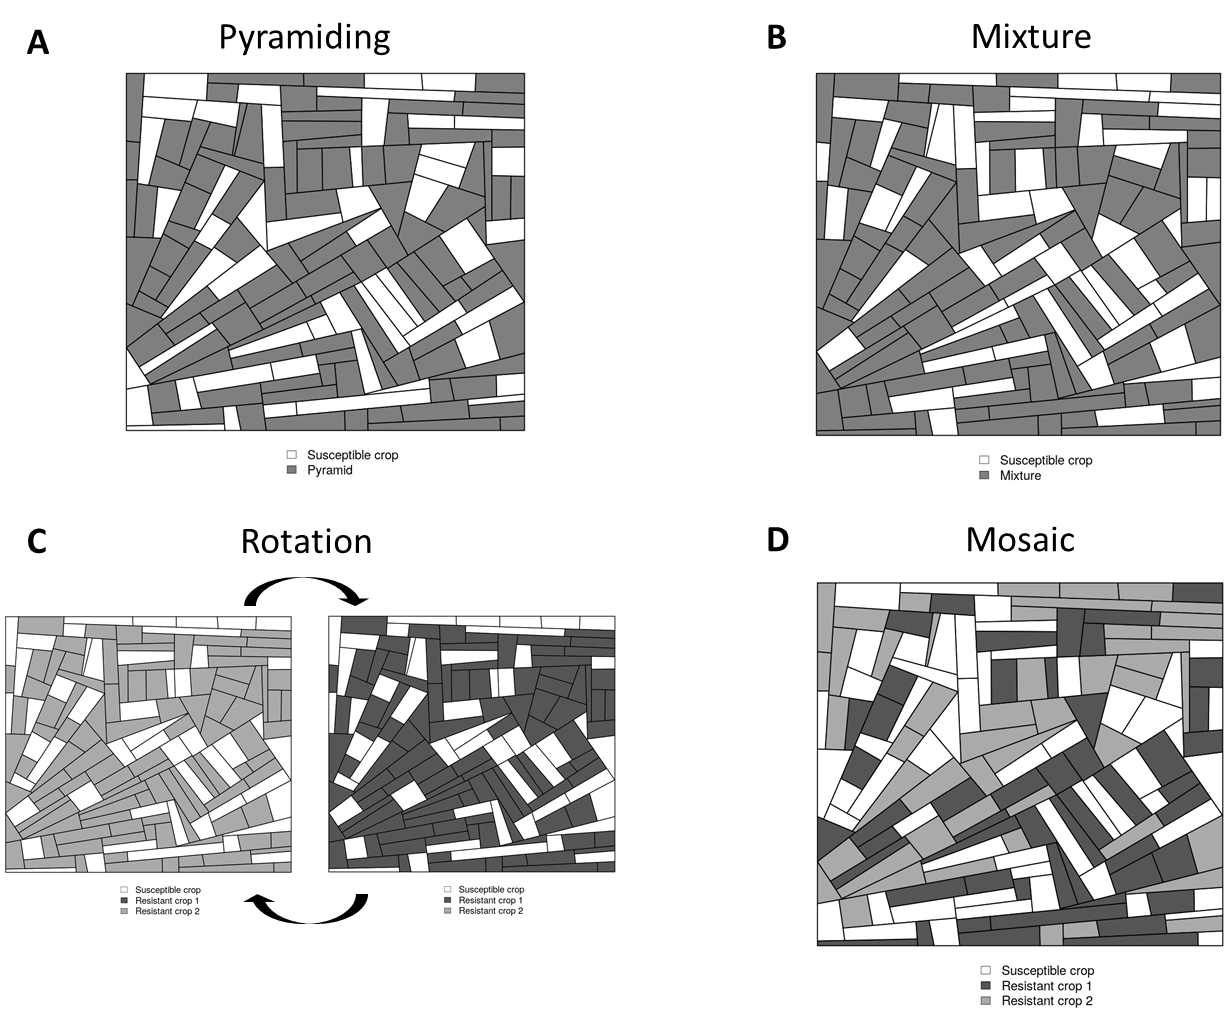 A
Pyramiding
B
Mixture
Susceptible crop
Pyramid
Susceptible crop
Mixture
C
Rotation
D
Mosaic
Susceptible crop
Resistant crop 1
Resistant crop 2
Susceptible crop
Resistant crop 1
Resistant crop 2
Susceptible crop
Resistant crop 1
Resistant crop 2